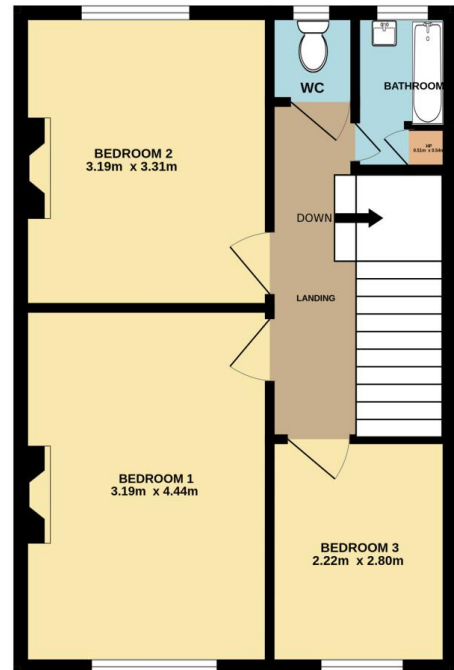 WC
BATHROOM
BEDROOM 2
3.19m x 3.31m
DOWN
LANDING
BEDROOM 1
3.19m x 4.44m
BEDROOM 3
2.22m x 2.80m